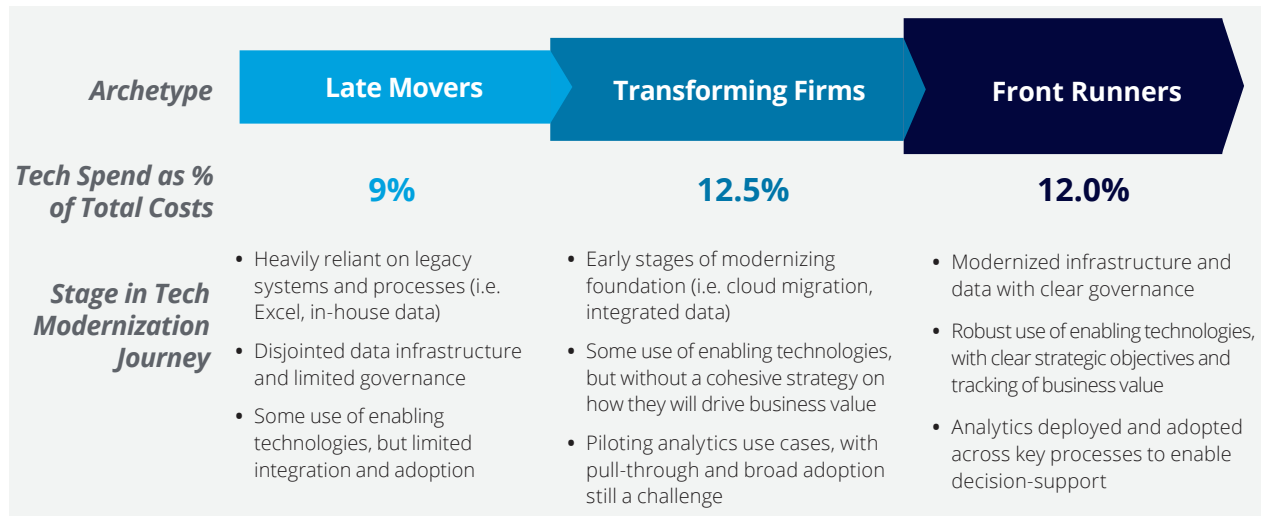 Archetype
Late Movers
Transforming Firms
Front Runners
Tech Spend as %
of Total Costs
9%
12.5%
12.0%
Stage in Tech
Modernization
Journey
• Heavily reliant on legacy
systems and processes (i.e.
Excel, in-house data)
• Disjointed data infrastructure
and limited governance
• Some use of enabling
technologies, but limited
integration and adoption
• Early stages of modernizing
foundation (i.e. cloud migration,
integrated data)
• Some use of enabling technologies,
but without a cohesive strategy on
how they will drive business value
• Piloting analytics use cases, with
pull-through and broad adoption
still a challenge
• Modernized infrastructure and
data with clear governance
• Robust use of enabling technologies,
with clear strategic objectives and
tracking of business value
• Analytics deployed and adopted
across key processes to enable
decision-support